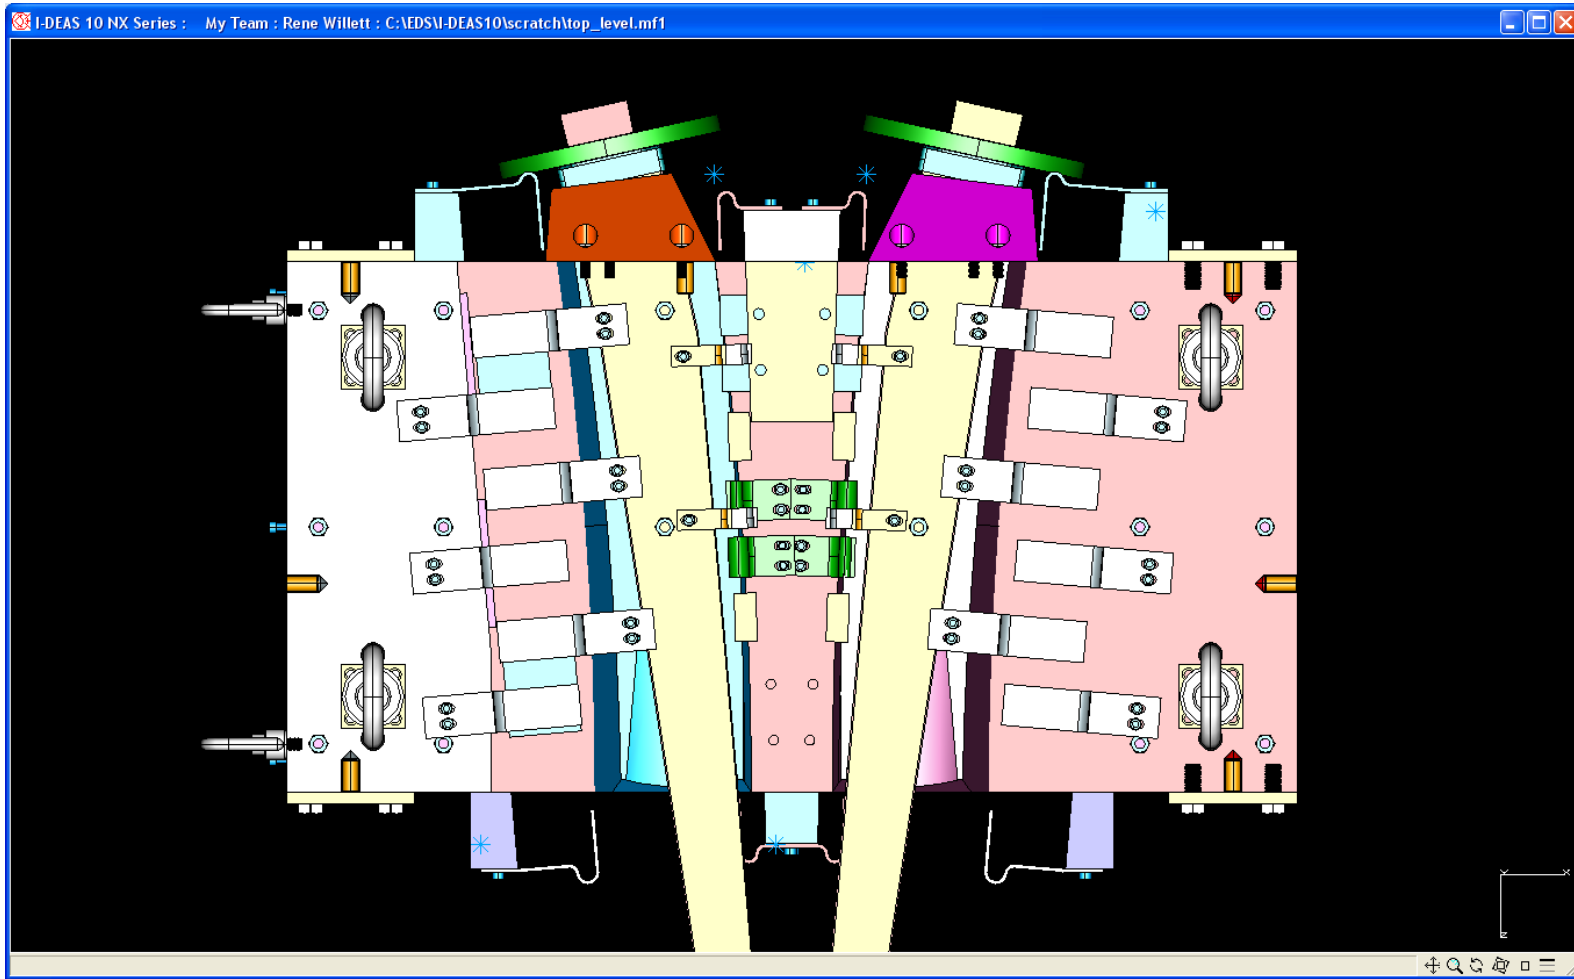 I-DEAS 10 NX Series :    My Team : Rene Willett : C:\EDS\I-DEAS10\scratch\top_level.mf1
X
X
Z